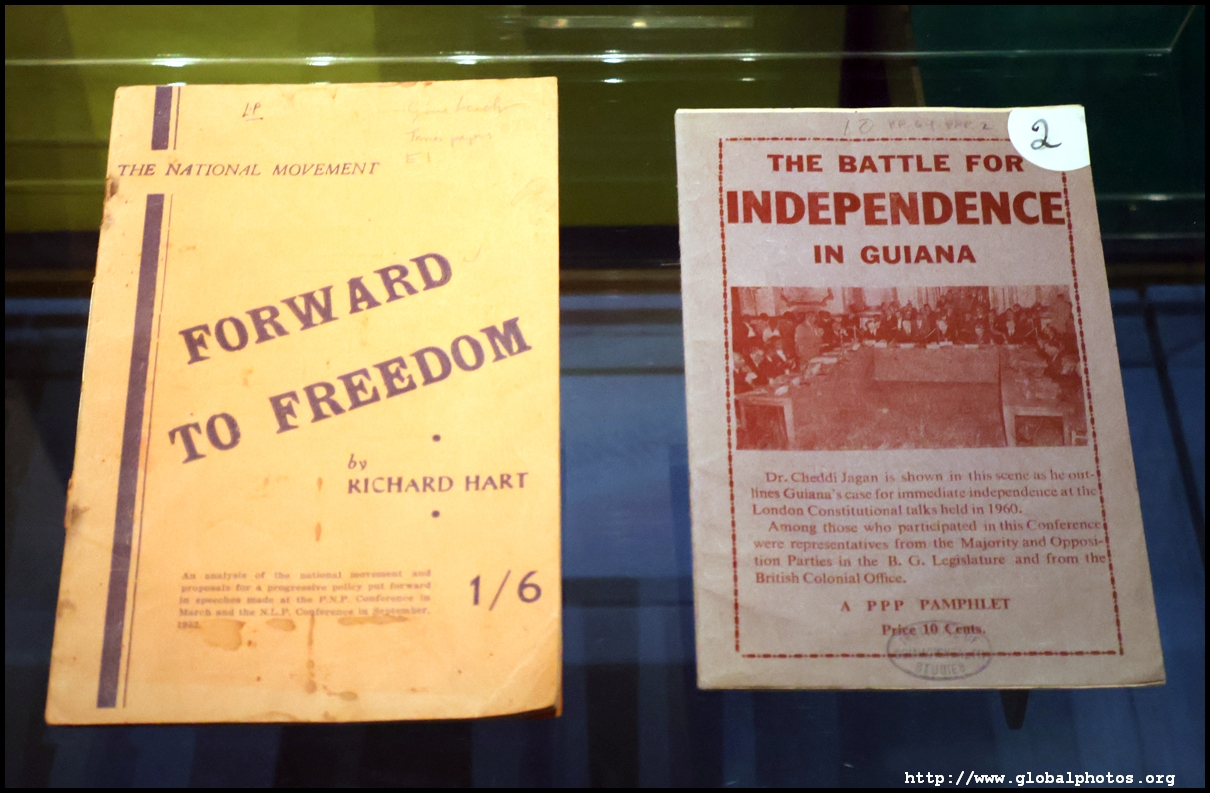 LP
THE NATIONAL MOVEMENT
FORWARD
TO FREEDOM
by
RICHARD HART
An analysis of the national movement and
proposals for a progressive policy put forward
in speeches made at the P.N.P. Conference in
March and the N.L.P. Conference in September,
1952.
1/6
2
THE BATTLE FOR
INDEPENDENCE
IN GUIANA
Dr. Cheddi Jagan is shown in this scene as he out-
lines Guiana's case for immediate independence at the
London Constitutional talks held in 1960.
Among those who participated in this Conference
were representatives from the Majority and Opposi-
tion Parties in the B. G. Legislature and from the
British Colonial Office.
A PPP PAMPHLET
Price 10 Cents.
STUDIES
http://www.globalphotos.org